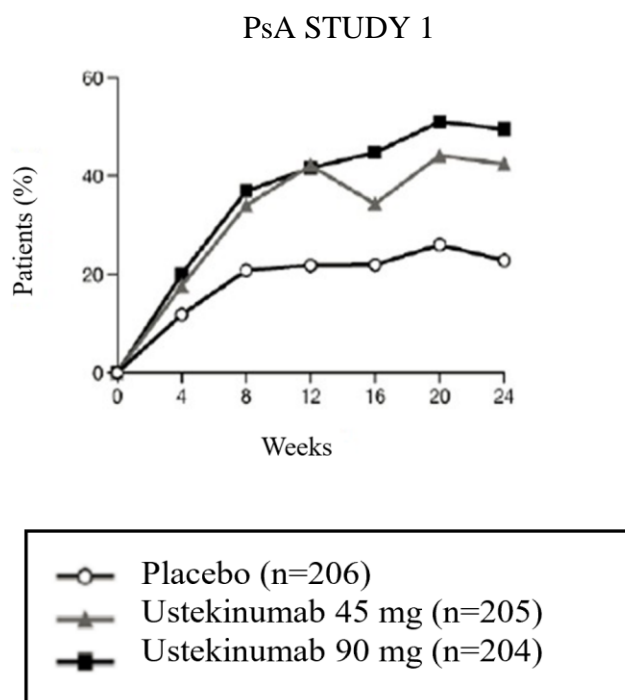 PsA STUDY 1
60
40
20
0
Patients (%)
0 4 8 12 16 20 24
Weeks
Placebo (n=206)
Ustekinumab 45 mg (n=205)
Ustekinumab 90 mg (n=204)